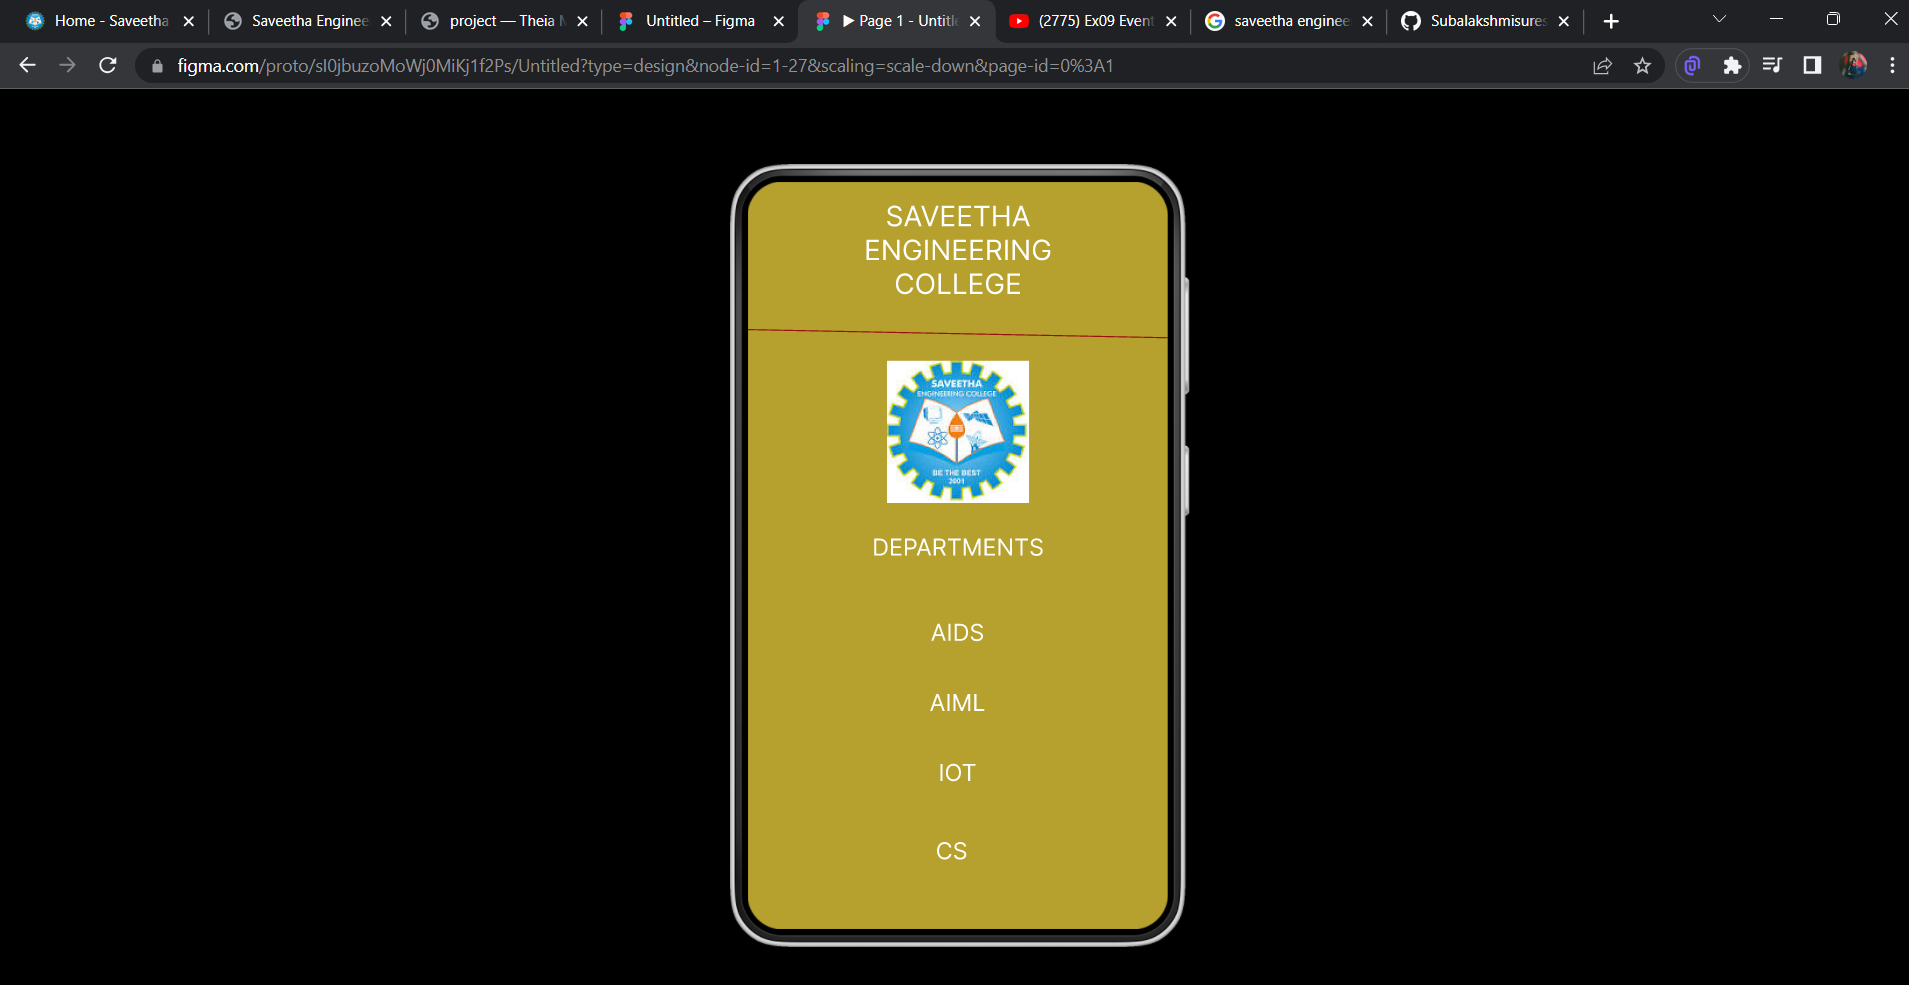 Home - Saveetha
Saveetha Enginee
project — Theia
Untitled – Figma
Page 1 - Untitle
(2775) Ex09 Event
saveetha enginee
Subalakshmisures
figma.com/proto/sI0jbuzoMoWj0MiKj1f2Ps/Untitled?type=design&node-id=1-27&scaling=scale-down&page-id=0%3A1
SAVEETHA
ENGINEERING
COLLEGE
SAVEETHA
ENGINEERING COLLEGE
BE THE BEST
2001
DEPARTMENTS
AIDS
AIML
IOT
CS